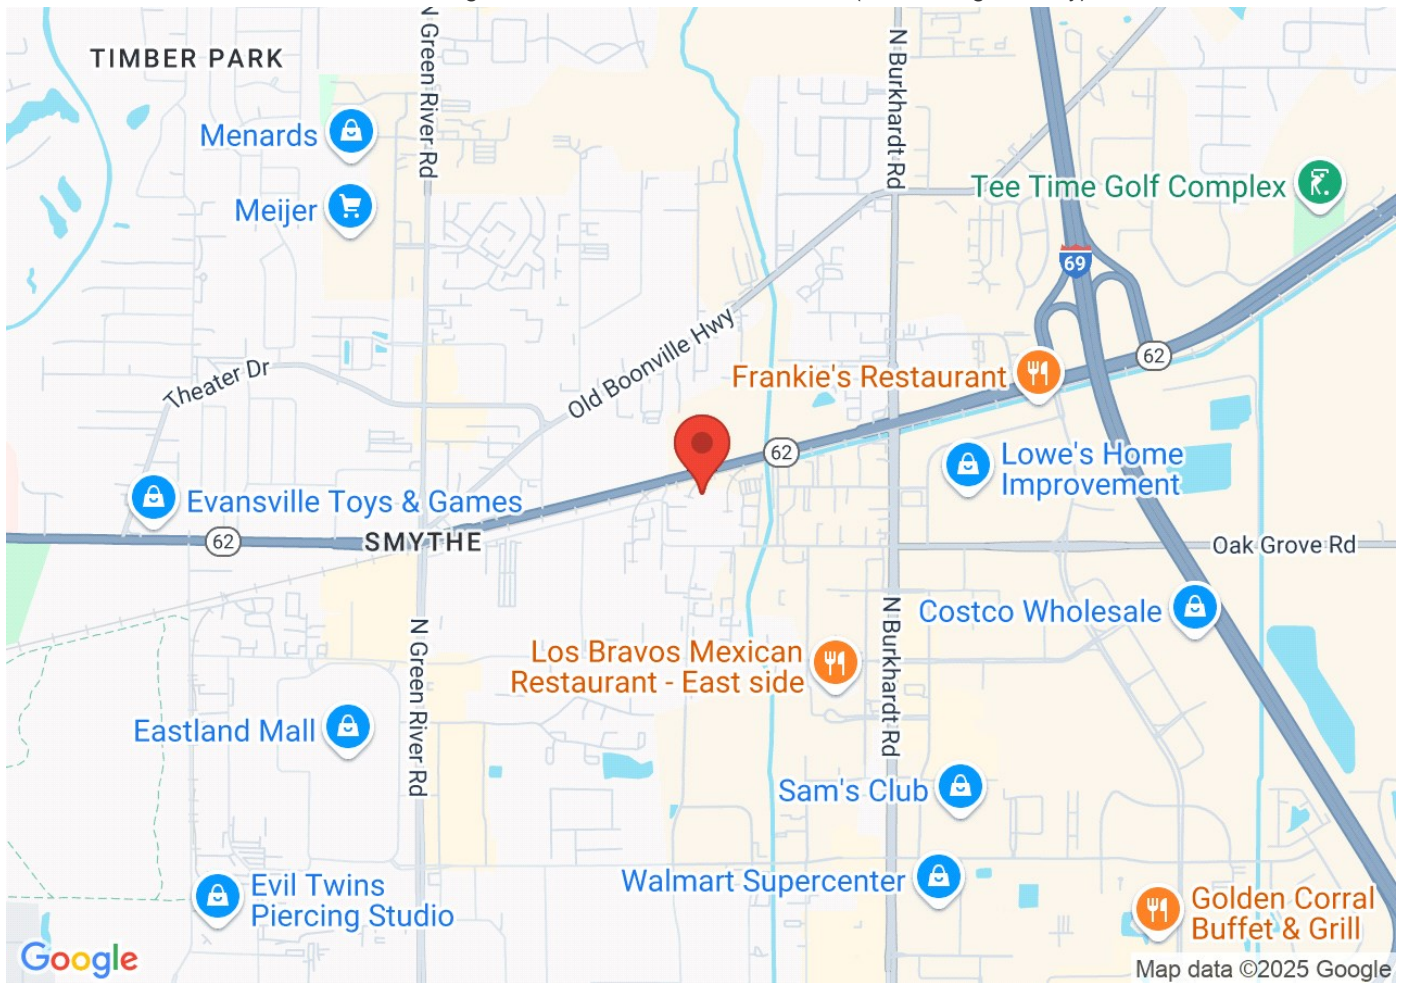 TIMBER PARK
N Green River Rd
N Burkhardt Rd
Menards
Meijer
Tee Time Golf Complex
69
Old Boonville Hwy
62
Theater Dr
Frankie's Restaurant
62
Lowe's Home
Improvement
Evansville Toys & Games
62
SMYTHE
Oak Grove Rd
Costco Wholesale
N Green River Rd
N Burkhardt Rd
Los Bravos Mexican
Restaurant - East side
Eastland Mall
Sam's Club
Walmart Supercenter
Evil Twins
Piercing Studio
Golden Corral
Buffet & Grill
Google
Map data ©2025 Google